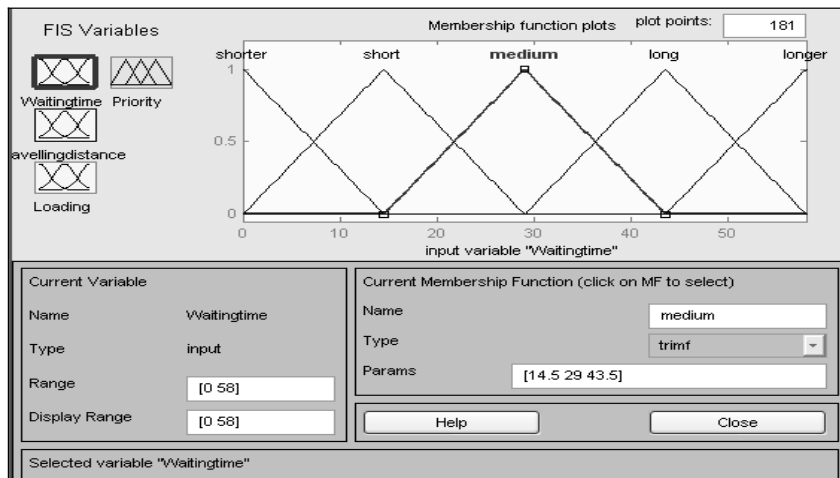 FIS Variables
Membership function plots
plot points:
181
shorter
short
medium
long
longer
Waitingtime
Priority
avellingdistance
Loading
1
0.5
0
0
10
20
30
40
50
input variable "Waitingtime"
Current Variable
Name
Waitingtime
Type
input
Range
[0 58]
Display Range
[0 58]
Current Membership Function (click on MF to select)
Name
medium
Type
trimf
Params
[14.5 29 43.5]
Help
Close
Selected variable "Waitingtime"